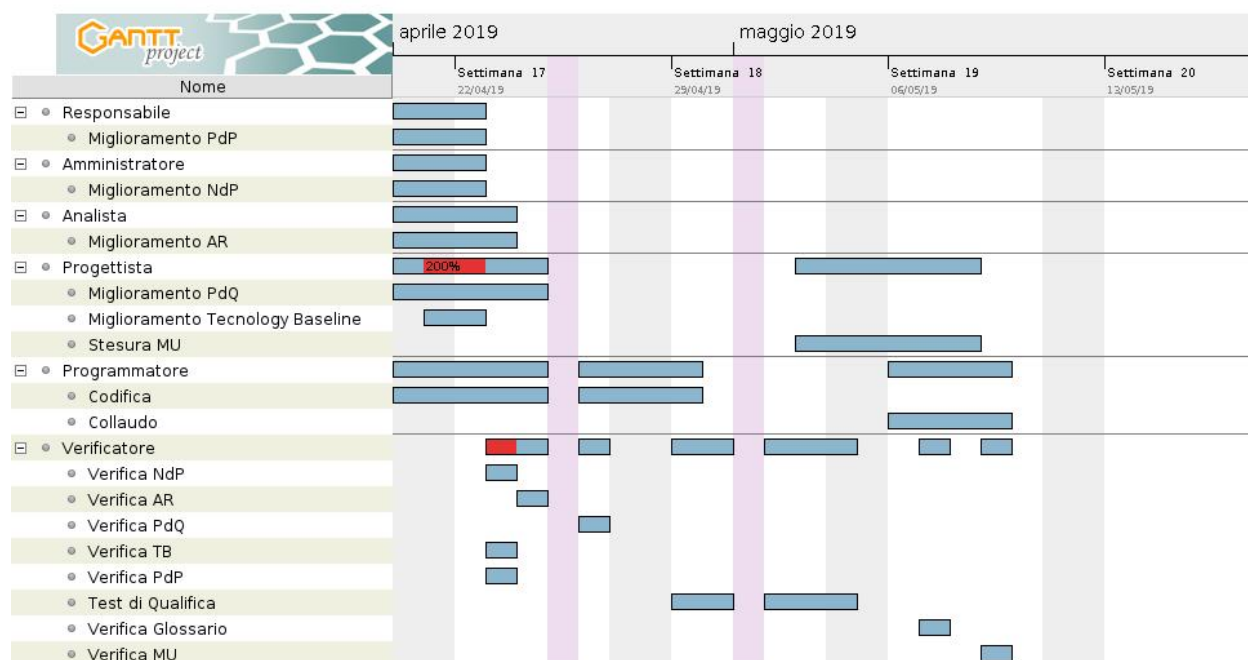 GANTT
project
aprile 2019
maggio 2019
Nome
Settimana 17
22/04/19
Settimana 18
29/04/19
Settimana 19
06/05/19
Settimana 20
13/05/19
Responsabile
Miglioramento PdP
Amministratore
Miglioramento NdP
Analista
Miglioramento AR
Progettista
200%
Miglioramento PdQ
Miglioramento Tecnology Baseline
Stesura MU
Programmatore
Codifica
Collaudo
Verificatore
Verifica NdP
Verifica AR
Verifica PdQ
Verifica TB
Verifica PdP
Test di Qualifica
Verifica Glossario
Verifica MU